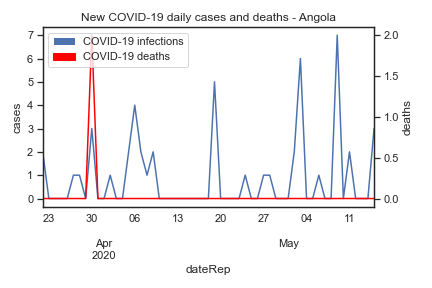 New COVID-19 daily cases and deaths - Angola
COVID-19 infections
COVID-19 deaths
7
6
5
4
3
2
1
0
cases
2.0
1.5
1.0
0.5
0.0
deaths
23 30 06 13 20 27 04 11
Apr May
2020
dateRep